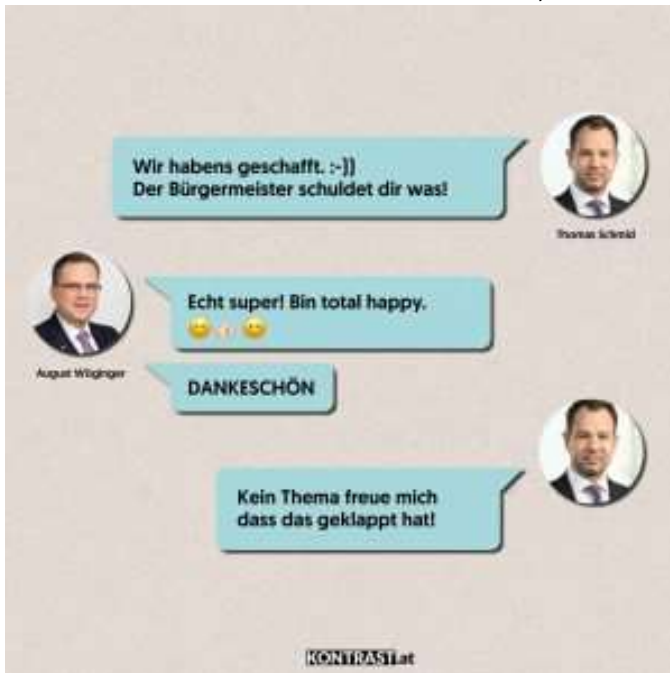 Wir habens geschafft. :-))
Der Bürgermeister schuldet dir was!
Thomas Schmid
Echt super! Bin total happy.
August Wöginger
DANKESCHÖN
Kein Thema freue mich
dass das geklappt hat!
KONTRAST.at